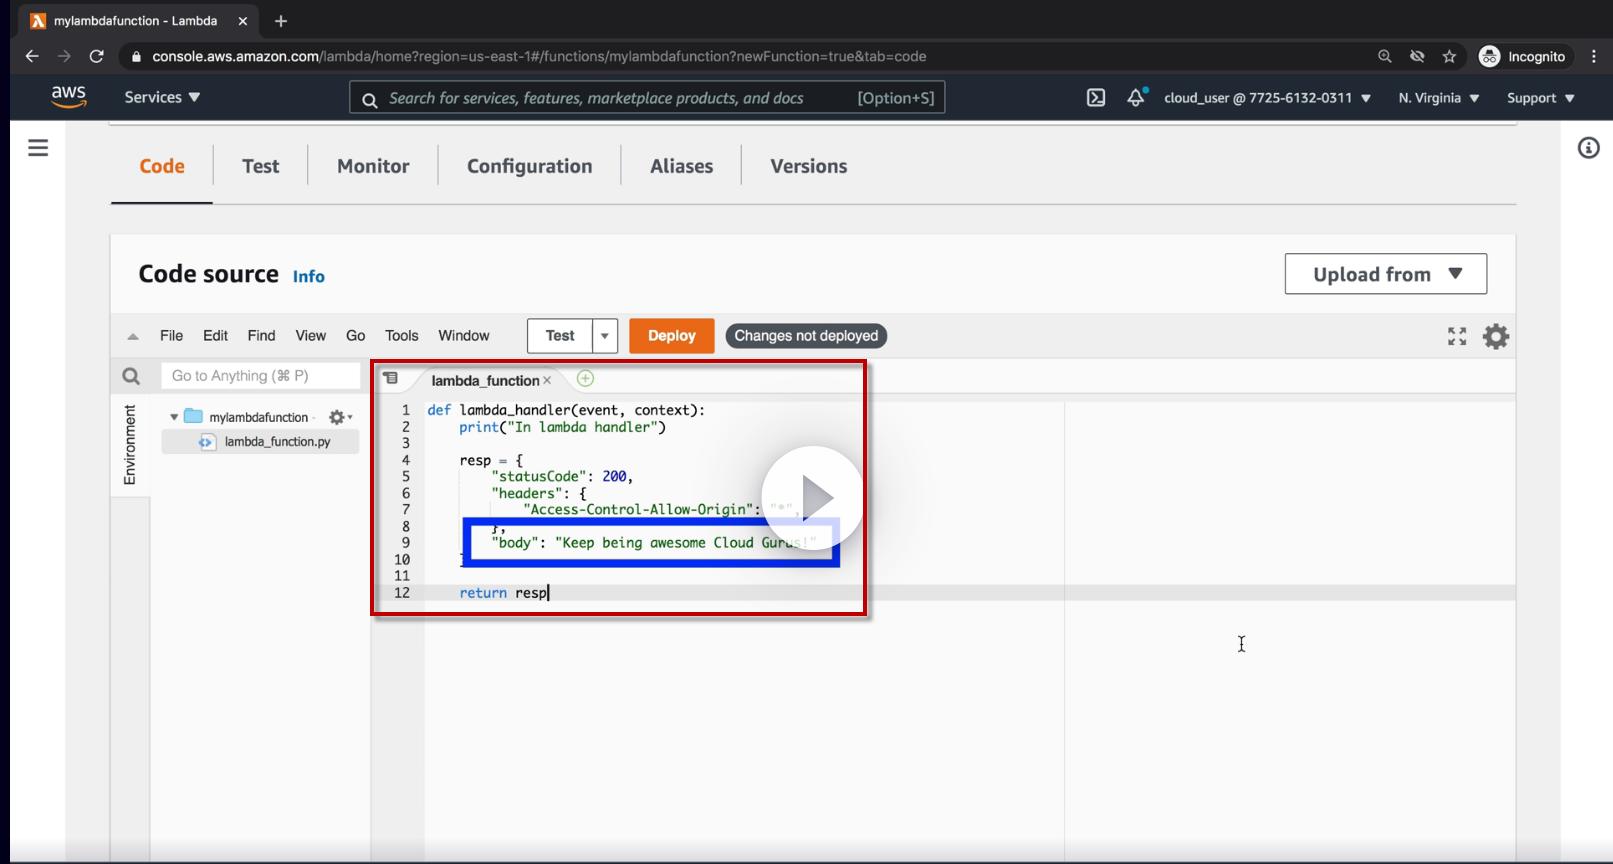 mylambdafunction - Lambda
console.aws.amazon.com/lambda/home?region=us-east-1#/functions/mylambdafunction?newFunction=true&tab=code
Incognito
aws
Services
Search for services, features, marketplace products, and docs
[Option+S]
cloud_user @ 7725-6132-0311
N. Virginia
Support
Code
Test
Monitor
Configuration
Aliases
Versions
Code source
Info
Upload from
File
Edit
Find
View
Go
Tools
Window
Test
Deploy
Changes not deployed
Go to Anything (⌘ P)
Environment
mylambdafunction -
lambda_function.py
lambda_function
1 def lambda_handler(event, context):
2     print("In lambda handler")
3
4     resp = {
5         "statusCode": 200,
6         "headers": {
7             "Access-Control-Allow-Origin": "*",
8         },
9         "body": "Keep being awesome Cloud Gurus!"
10
11
12     return resp